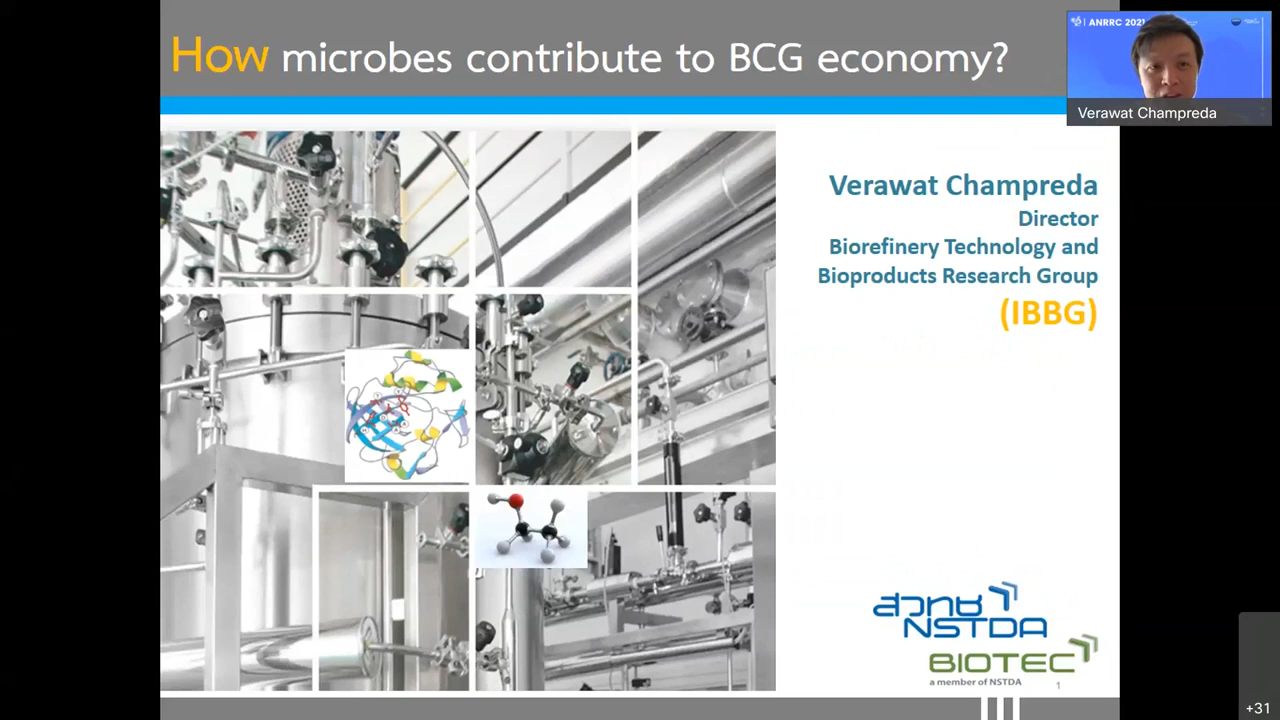 How microbes contribute to BCG economy?
ANRRC 2021
Verawat Champreda
Verawat Champreda
Director
Biorefinery Technology and
Bioproducts Research Group
(IBBG)
สวทช
NSTDA
BIOTEC
a member of NSTDA
1
+31